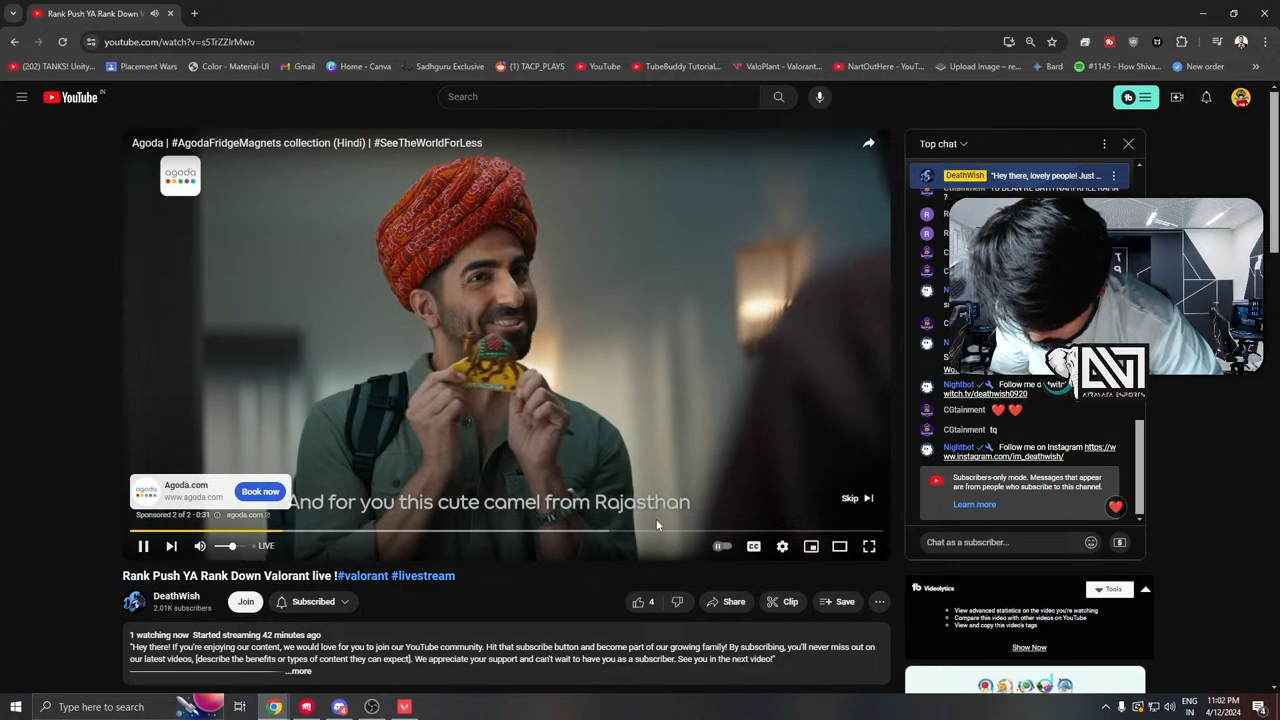 Rank Push YA Rank Down V
youtube.com/watch?v=s5TrZZlrMwo
(202) TANKS! Unity...
Placement Wars
Color - Material-UI
Gmail
Home - Canva
Sadhguru Exclusive
(1) TACP_PLAYS
YouTube
TubeBuddy Tutorial...
ValoPlant - Valorant...
NartOutHere - YouT...
Upload Image – re...
Bard
#1145 - How Shiva...
New order
YouTube IN
Search
Agoda | #AgodaFridgeMagnets collection (Hindi) | #SeeTheWorldForLess
agoda
And for you this cute camel from Rajasthan
Agoda.com
www.agoda.com
Book now
Skip
Sponsored 2 of 2 · 0:31
agoda.com
LIVE
Rank Push YA Rank Down Valorant live !#valorant #livestream
DeathWish
2.01K subscribers
Join
Subscribed
4
Share
Clip
Save
1 watching now Started streaming 42 minutes ago
"Hey there! If you're enjoying our content, we would love for you to join our YouTube community. Hit that subscribe button and become part of our growing family! By subscribing, you'll never miss out on
our latest videos, [describe the benefits or types of content they can expect]. We appreciate your support and can't wait to have you as a subscriber. See you in the next video!"
...more
Top chat
DeathWish "Hey there, lovely people! Just ...
Nightbot Follow me
witch.tv/deathwish0920
CGtainment ❤️ ❤️
CGtainment tq
Nightbot Follow me on Instagram https://w
ww.instagram.com/im_deathwish/
Subscribers-only mode. Messages that appear
are from people who subscribe to this channel.
Learn more
Chat as a subscriber...
Videolytics
Tools
View advanced statistics on the video you're watching
Compare this video with other videos on YouTube
View and copy this video's tags
Show Now
agoda
Type here to search
ENG
IN
11:02 PM
4/12/2024